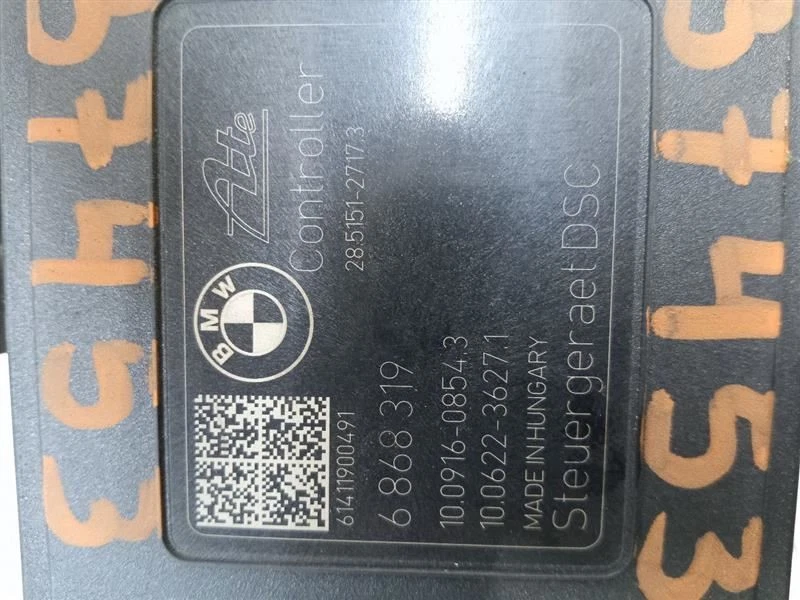 BMW
Ate
Controller
28.5151-2717.3
61411900491
6 868 319
10.0916-0854.3
10.0622-3627.1
MADE IN HUNGARY
Steuergeraet DSC